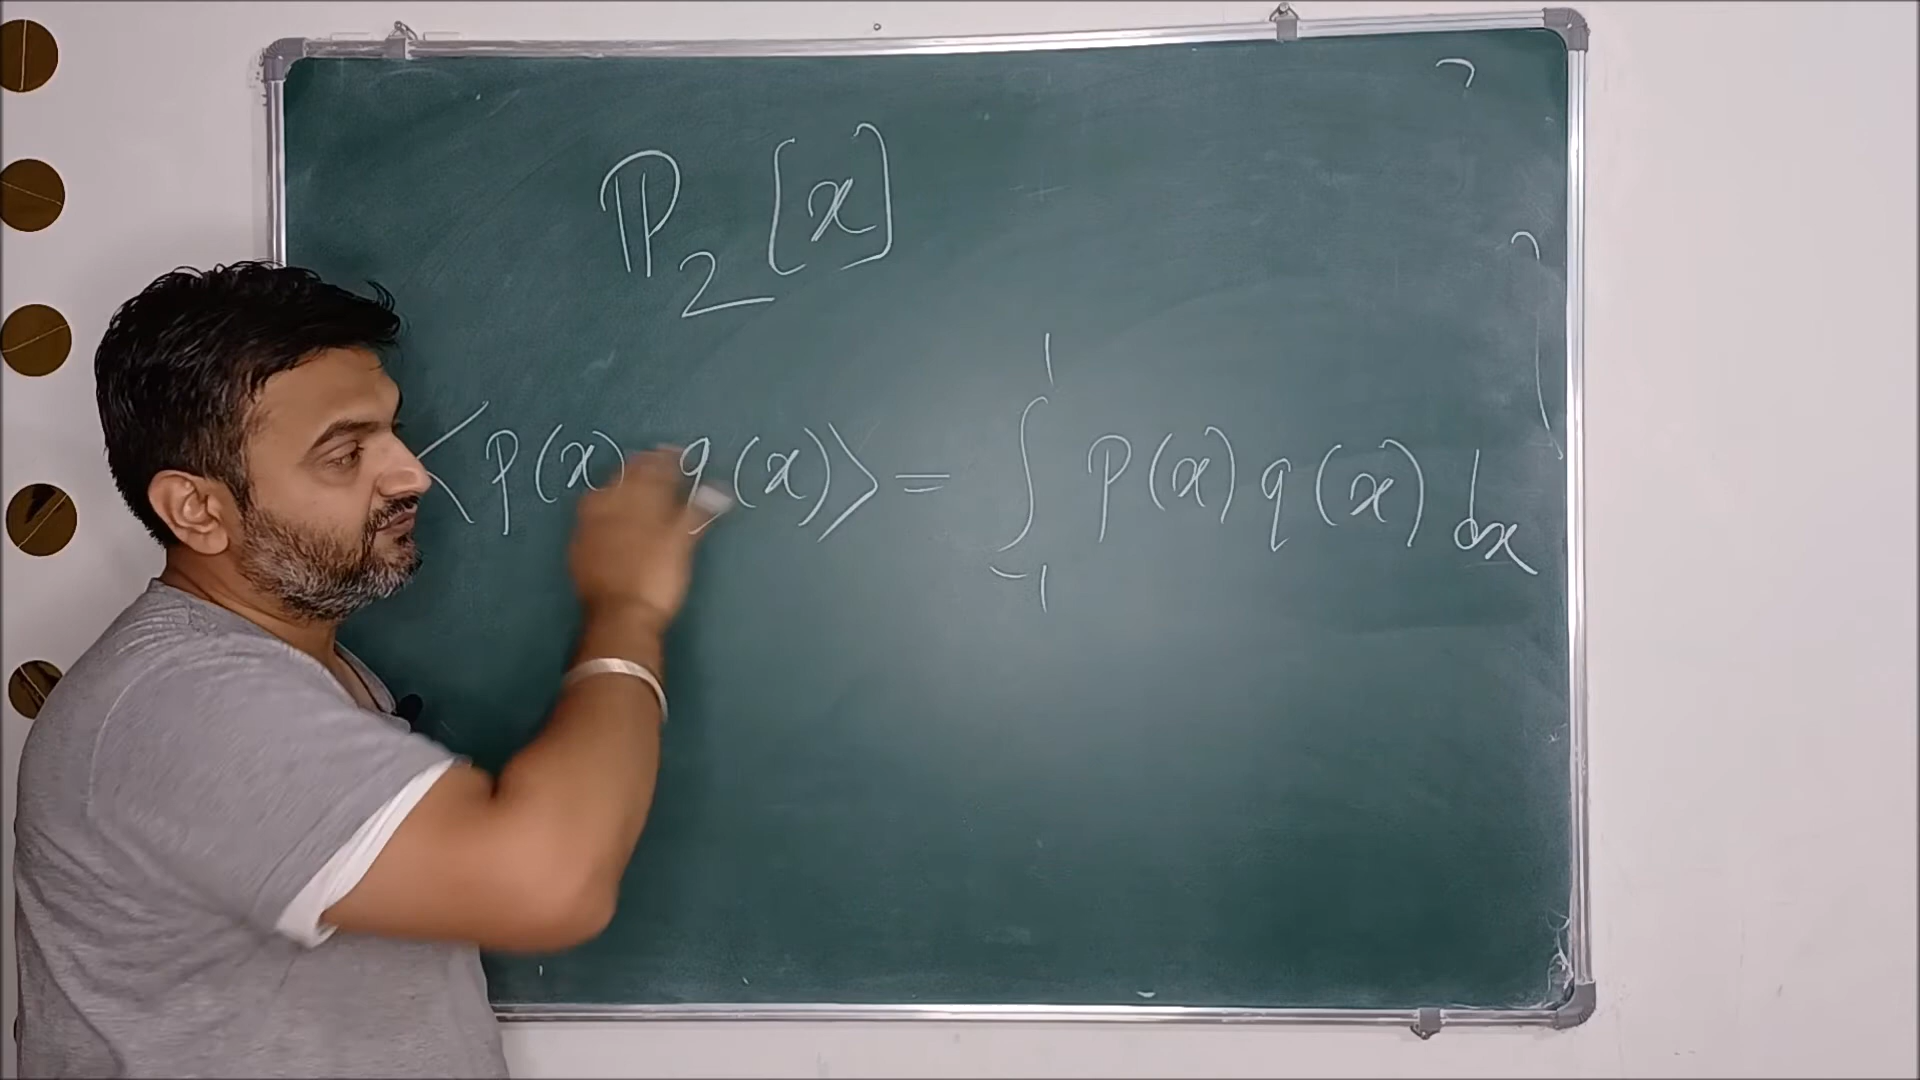 ℙ₂[x]
⟨p(x) q(x)⟩ = ∫₋₁¹ p(x) q(x) dx